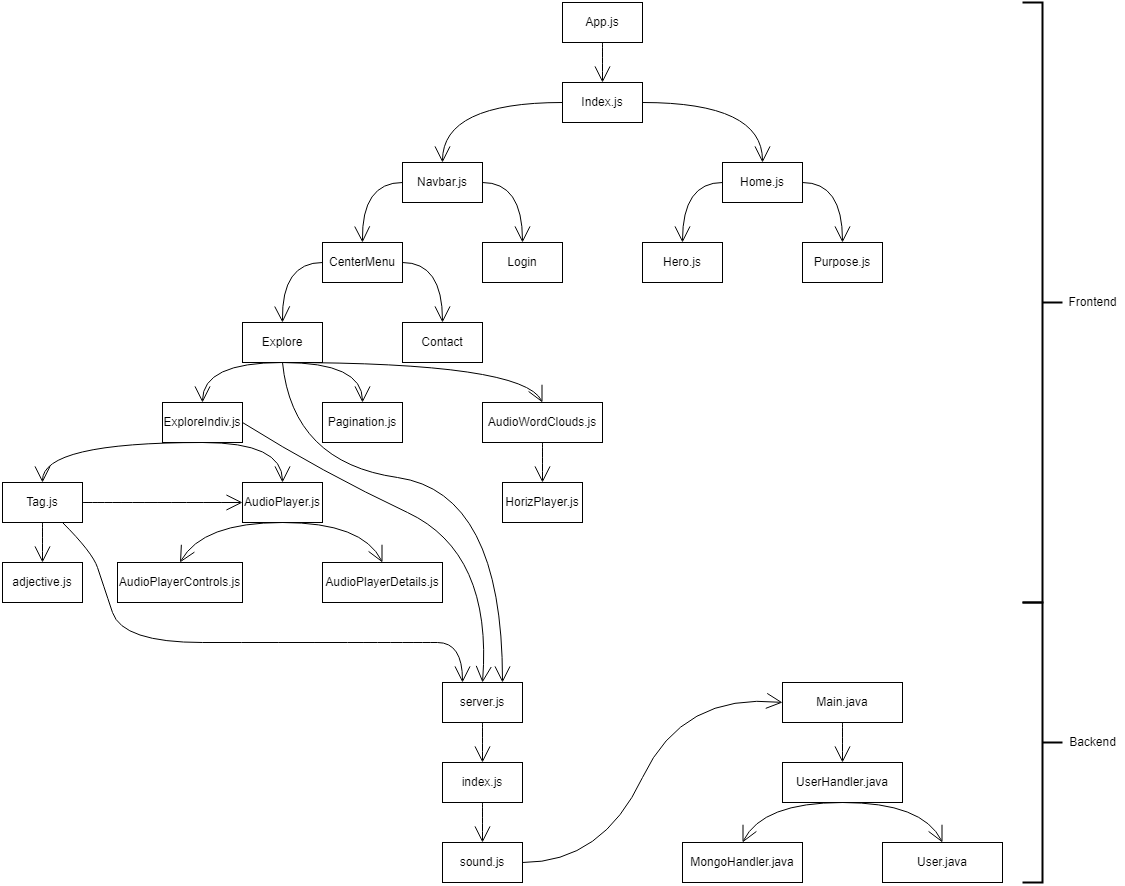 App.js
Index.js
Navbar.js
Home.js
CenterMenu
Login
Hero.js
Purpose.js
Frontend
Explore
Contact
ExploreIndiv.js
Pagination.js
AudioWordClouds.js
Tag.js
AudioPlayer.js
HorizPlayer.js
adjective.js
AudioPlayerControls.js
AudioPlayerDetails.js
server.js
Main.java
Backend
index.js
UserHandler.java
sound.js
MongoHandler.java
User.java